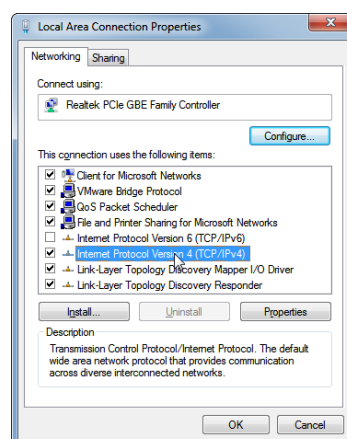 Local Area Connection Properties
Networking Sharing
Connect using:
Realtek PCIe GBE Family Controller
Configure...
This connection uses the following items:
Client for Microsoft Networks
VMware Bridge Protocol
QoS Packet Scheduler
File and Printer Sharing for Microsoft Networks
Internet Protocol Version 6 (TCP/IPv6)
Internet Protocol Version 4 (TCP/IPv4)
Link-Layer Topology Discovery Mapper I/O Driver
Link-Layer Topology Discovery Responder
Install... Uninstall Properties
Description
Transmission Control Protocol/Internet Protocol. The default
wide area network protocol that provides communication
across diverse interconnected networks.
OK Cancel